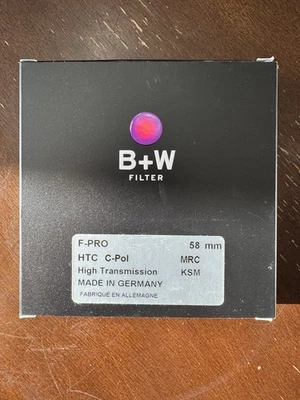 B+W
FILTER
F-PRO 58 mm
HTC C-Pol MRC
High Transmission KSM
MADE IN GERMANY
FABRIQUÉ EN ALLEMAGNE